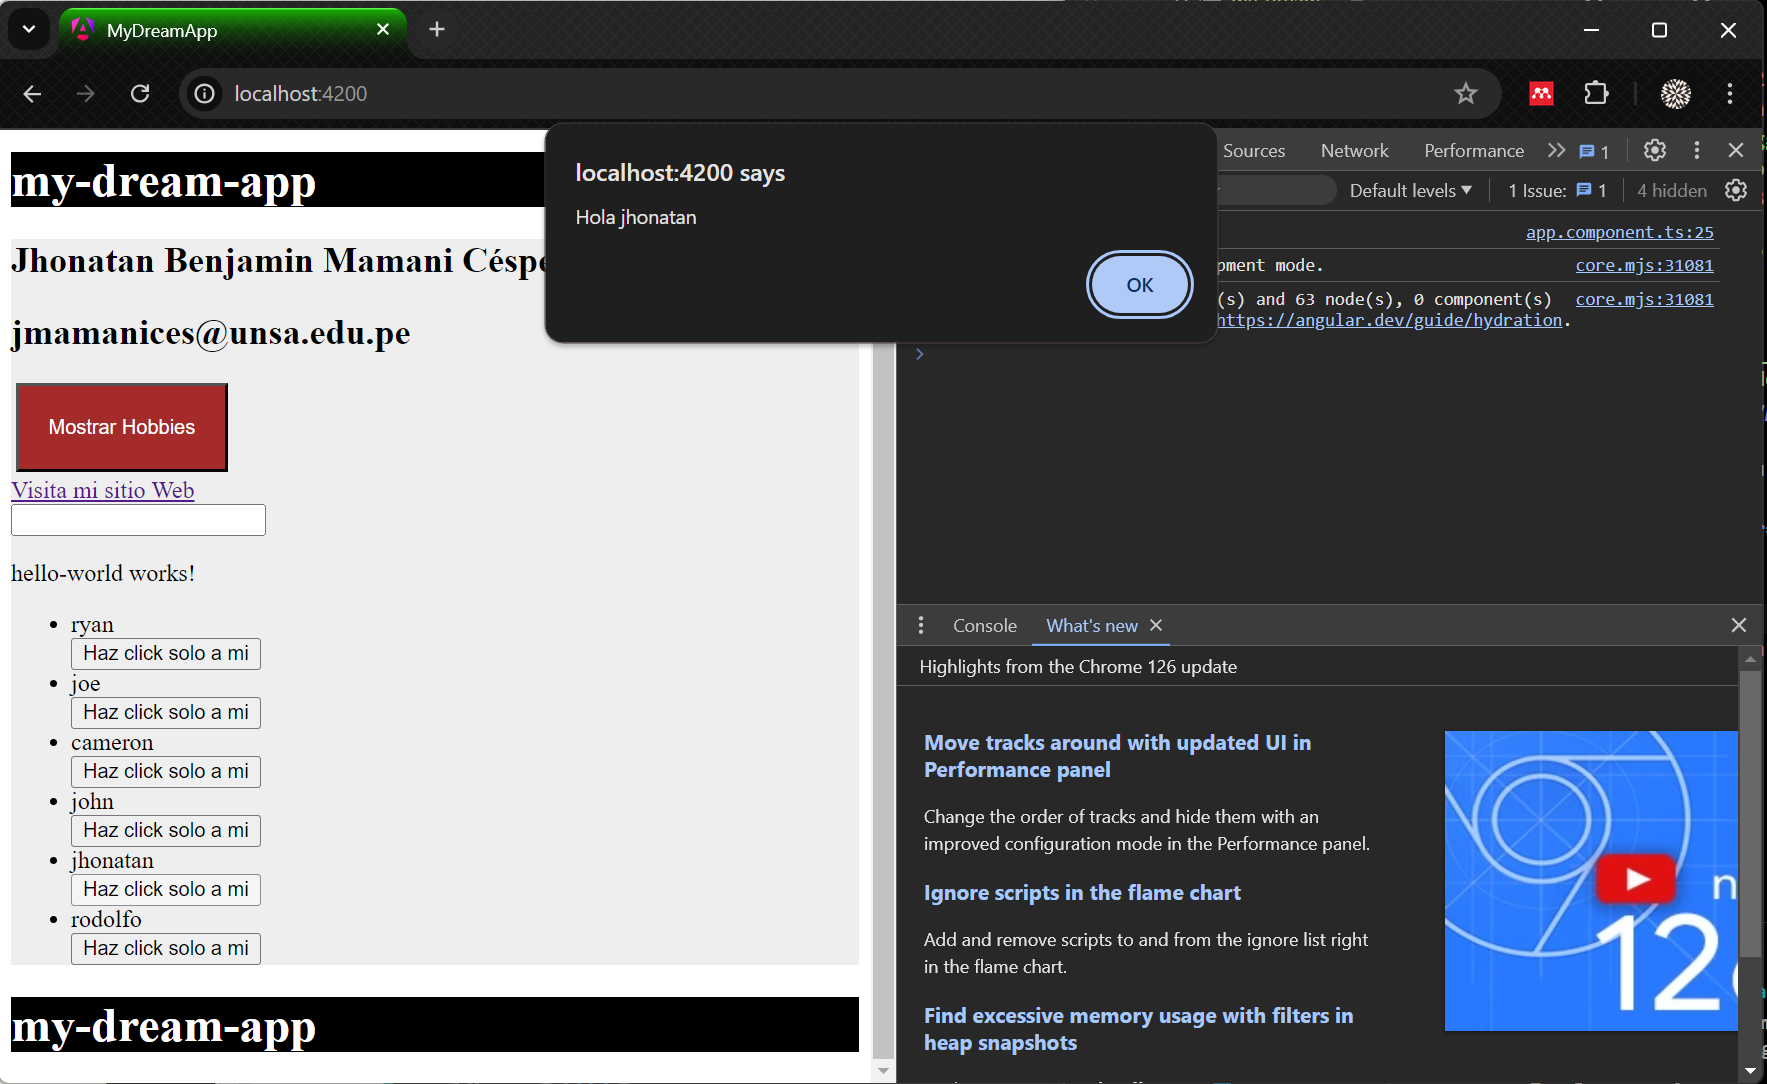 MyDreamApp
localhost:4200
my-dream-app
localhost:4200 says
Hola jhonatan
OK
Jhonatan Benjamin Mamani
jmamanices@unsa.edu.pe
Mostrar Hobbies
Visita mi sitio Web
hello-world works!
ryan
Haz click solo a mi
joe
Haz click solo a mi
cameron
Haz click solo a mi
john
Haz click solo a mi
jhonatan
Haz click solo a mi
rodolfo
Haz click solo a mi
my-dream-app
Sources Network Performance 1
Default levels 1 Issue: 1 4 hidden
app.component.ts:25
mode. core.mjs:31081
(s) and 63 node(s), 0 component(s) core.mjs:31081
https://angular.dev/guide/hydration.
Console What's new
Highlights from the Chrome 126 update
Move tracks around with updated UI in
Performance panel
Change the order of tracks and hide them with an
improved configuration mode in the Performance panel.
Ignore scripts in the flame chart
Add and remove scripts to and from the ignore list right
in the flame chart.
Find excessive memory usage with filters in
heap snapshots